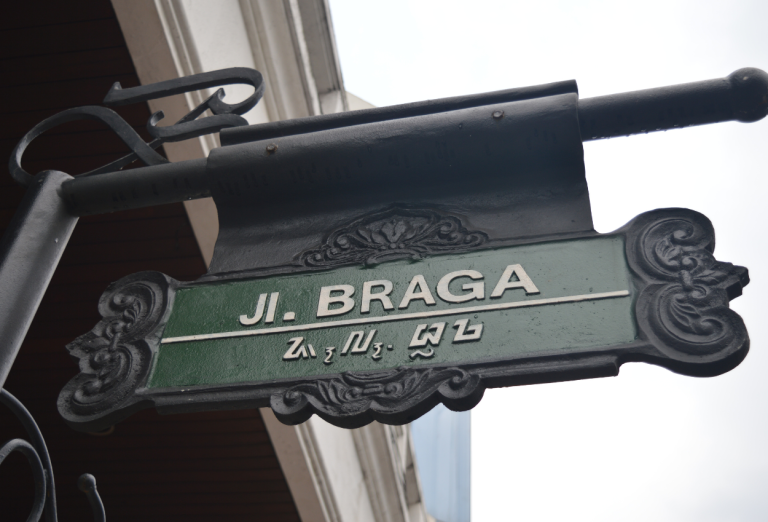 Jl. BRAGA
ᮏ᮪ᮜ᮪. ᮘᮢᮌ